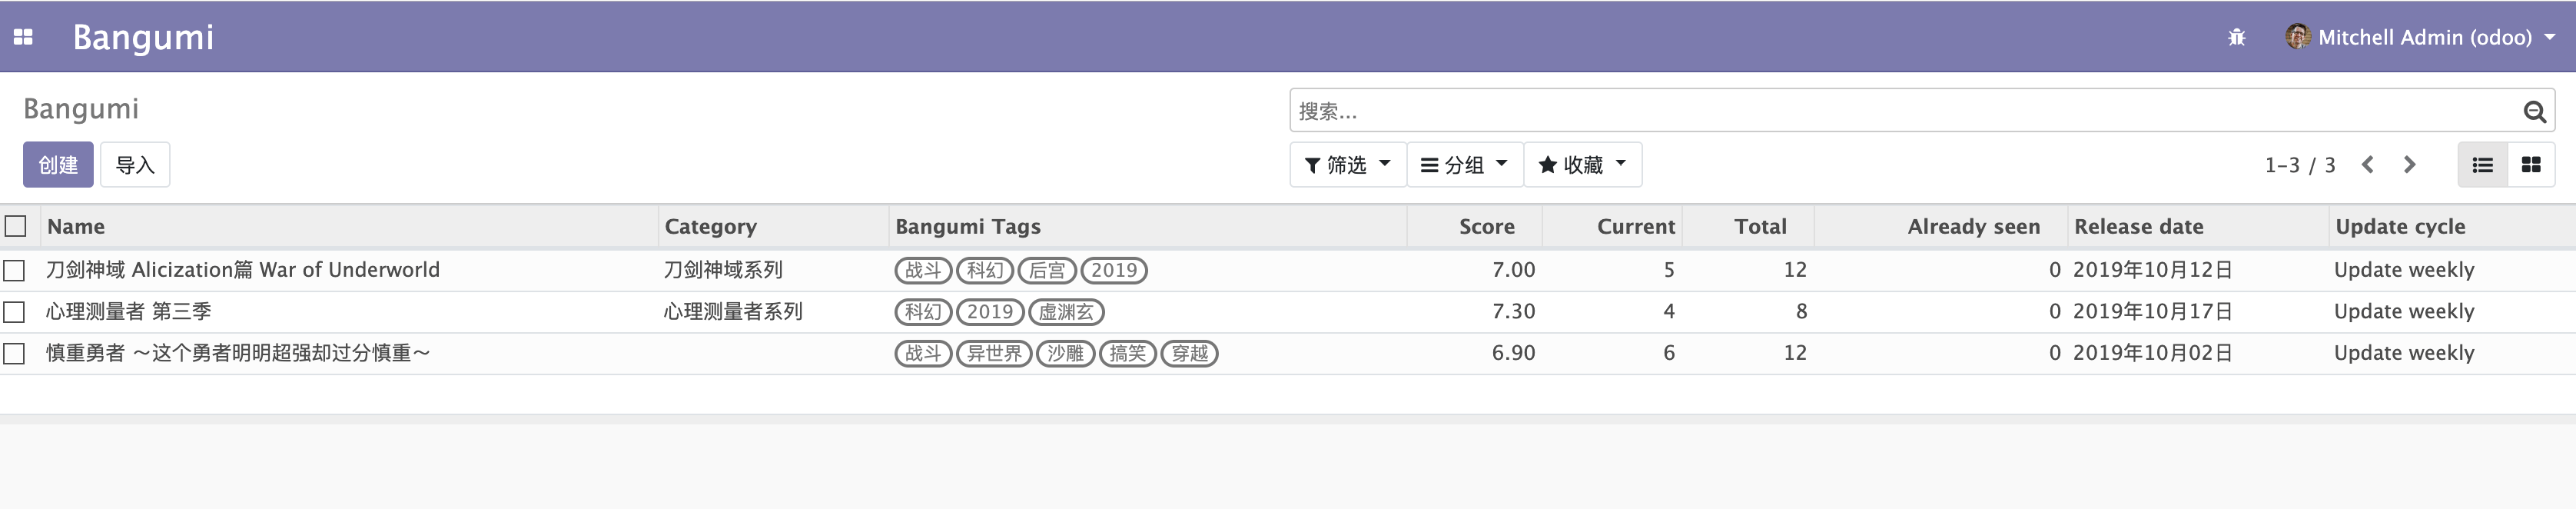 Bangumi
Mitchell Admin (odoo)
Bangumi
搜索...
创建 导入
筛选 分组 收藏 1-3 / 3
Name Category Bangumi Tags Score Current Total Already seen Release date Update cycle
刀剑神域 Alicization篇 War of Underworld 刀剑神域系列 战斗 科幻 后宫 2019 7.00 5 12 0 2019年10月12日 Update weekly
心理测量者 第三季 心理测量者系列 科幻 2019 虚渊玄 7.30 4 8 0 2019年10月17日 Update weekly
慎重勇者 ～这个勇者明明超强却过分慎重～ 战斗 异世界 沙雕 搞笑 穿越 6.90 6 12 0 2019年10月02日 Update weekly